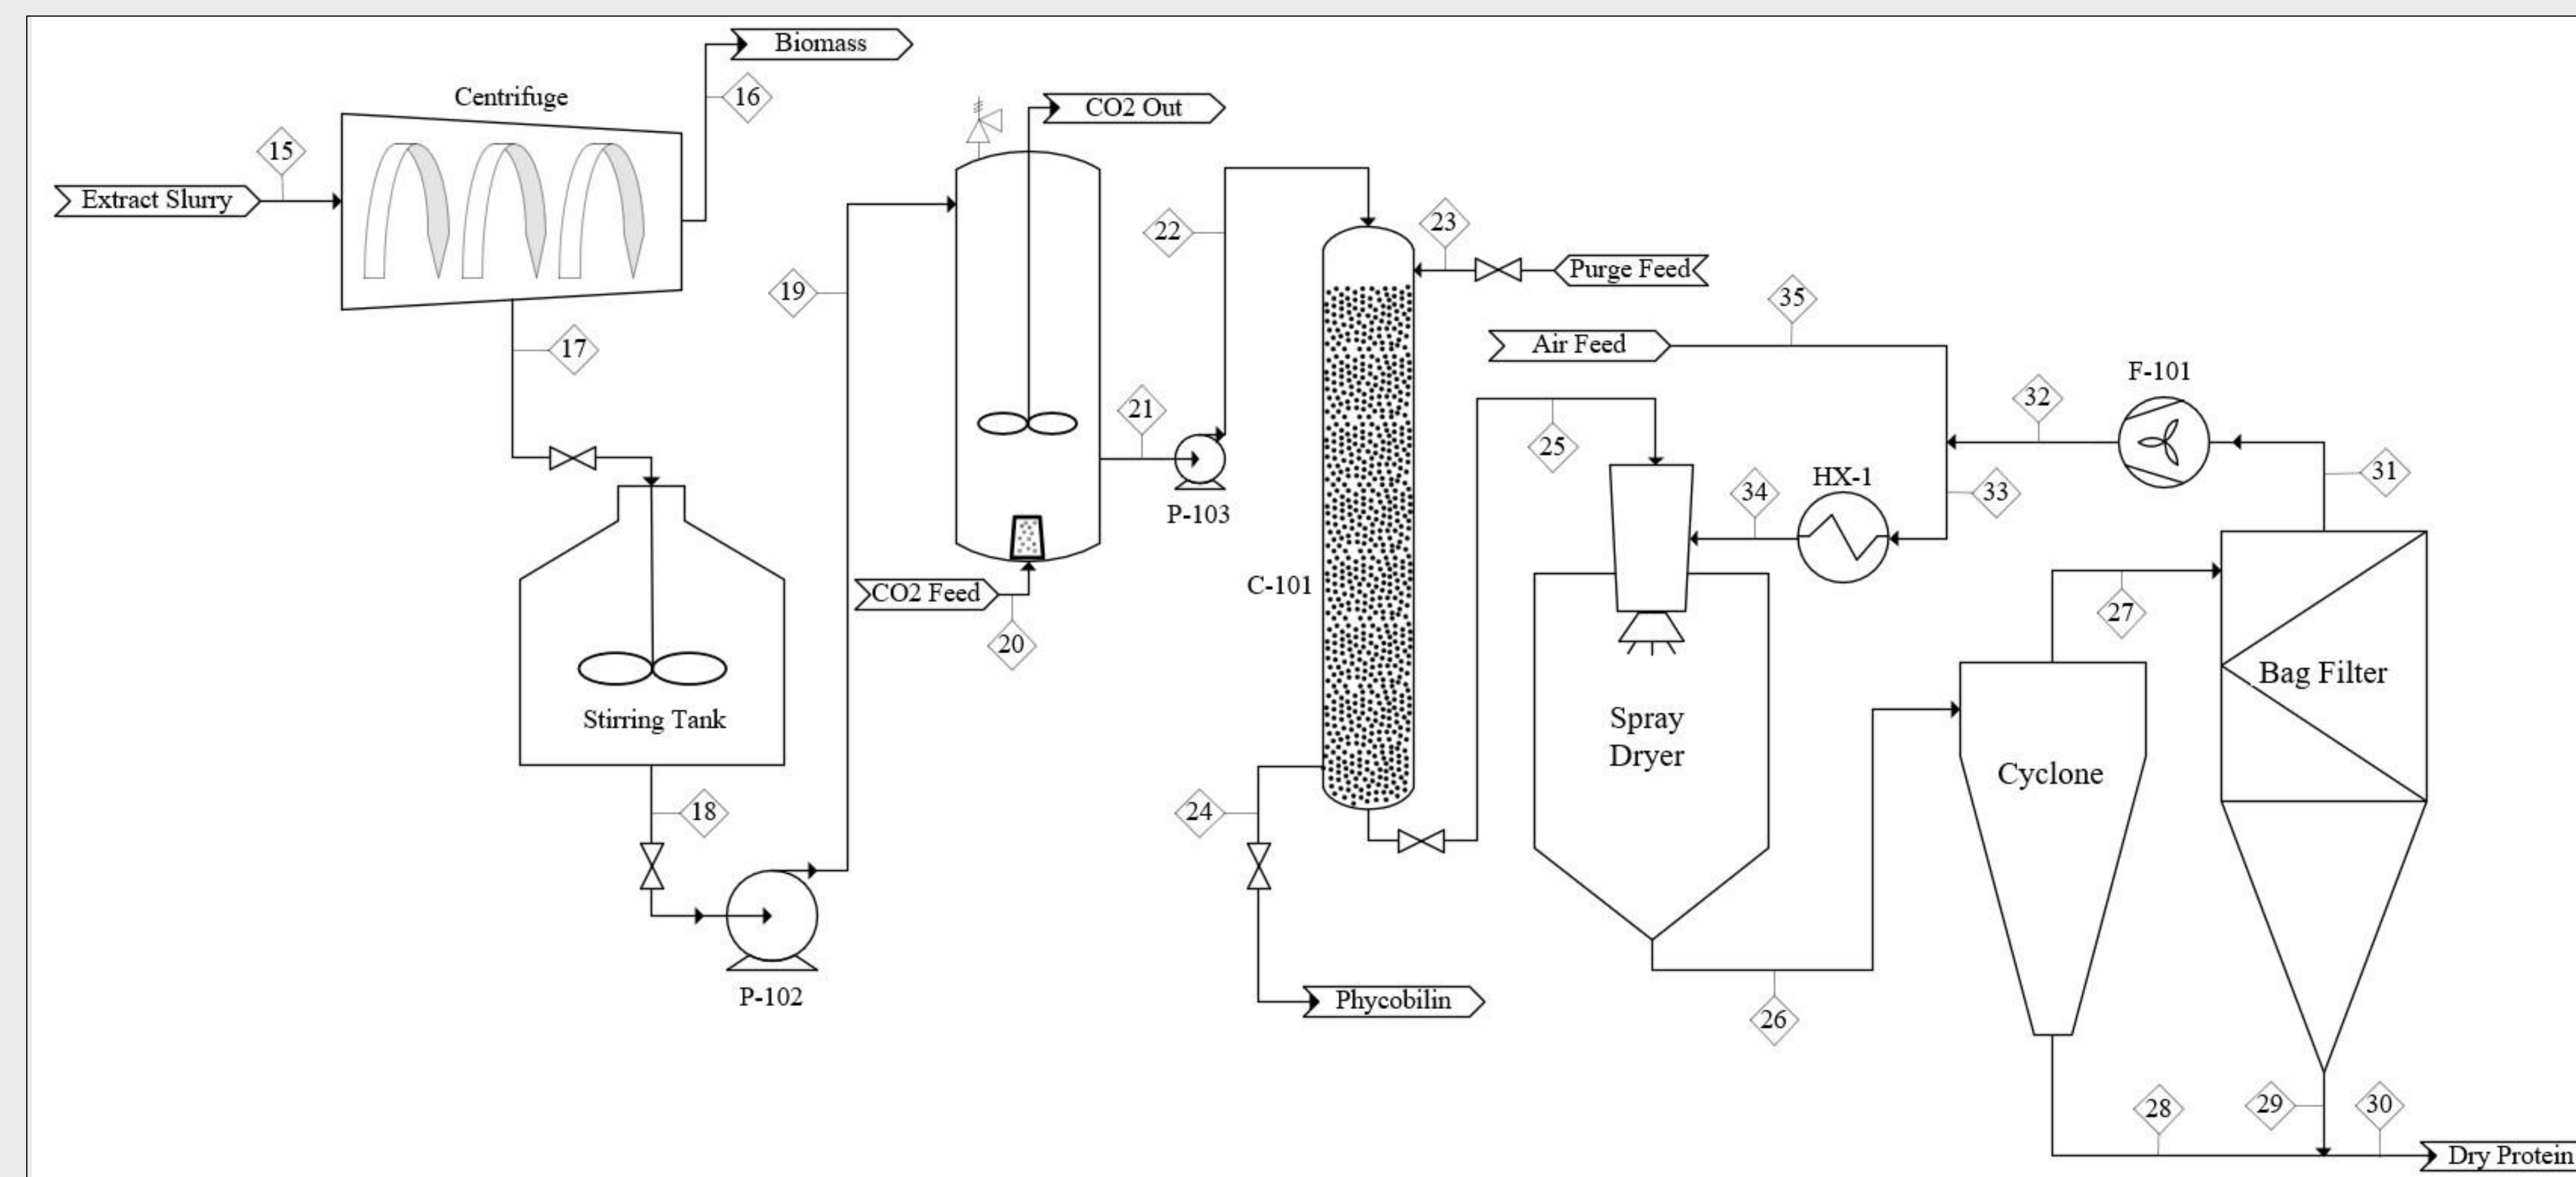 Biomass
16
Centrifuge
15
Extract Slurry
17
Stirring Tank
18
P-102
19
CO2 Out
CO2 Feed
20
21
P-103
22
23
Purge Feed
C-101
24
Phycobilin
Air Feed
35
25
34
HX-1
33
32
F-101
31
Spray
Dryer
26
Cyclone
27
Bag Filter
28
29
30
Dry Protein